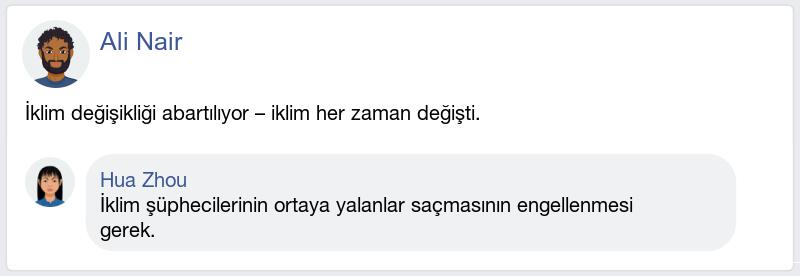 Ali Nair
İklim değişikliği abartılıyor – iklim her zaman değişti.
Hua Zhou
İklim şüphecilerinin ortaya yalanlar saçmasının engellenmesi
gerek.